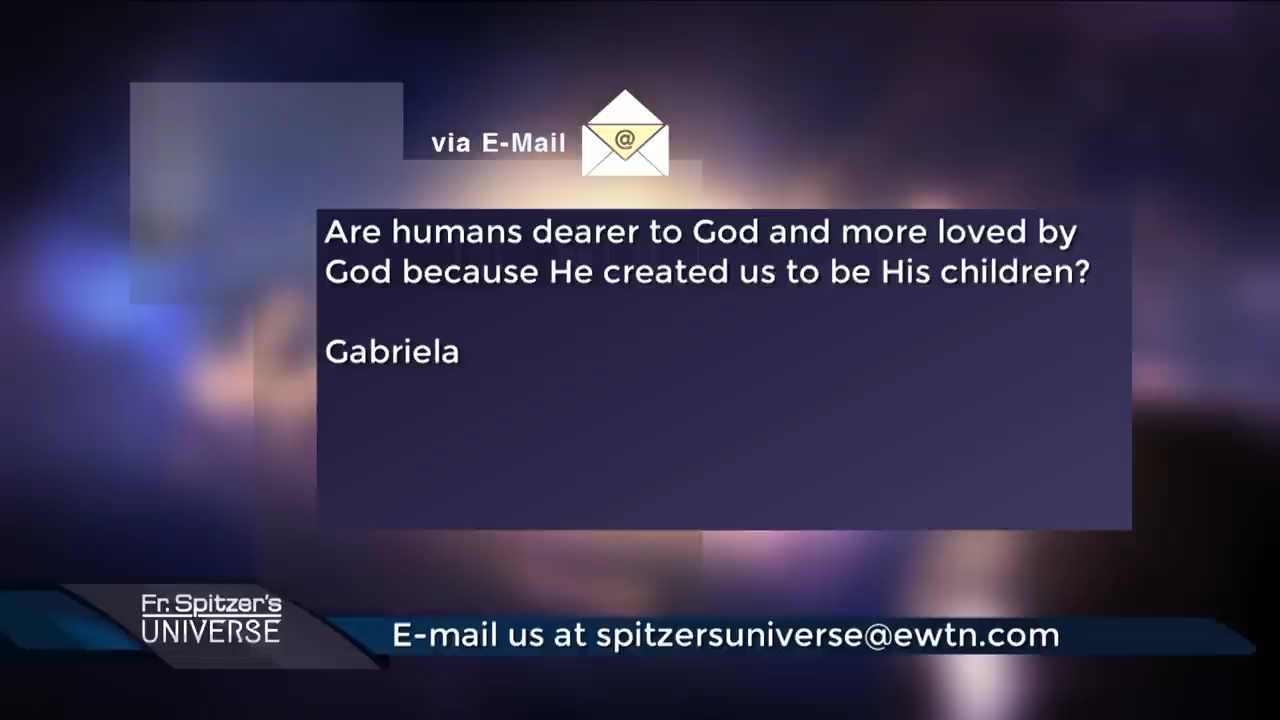 via E-Mail
@
Are humans dearer to God and more loved by
God because He created us to be His children?
Gabriela
Fr. Spitzer's
UNIVERSE
E-mail us at spitzersuniverse@ewtn.com